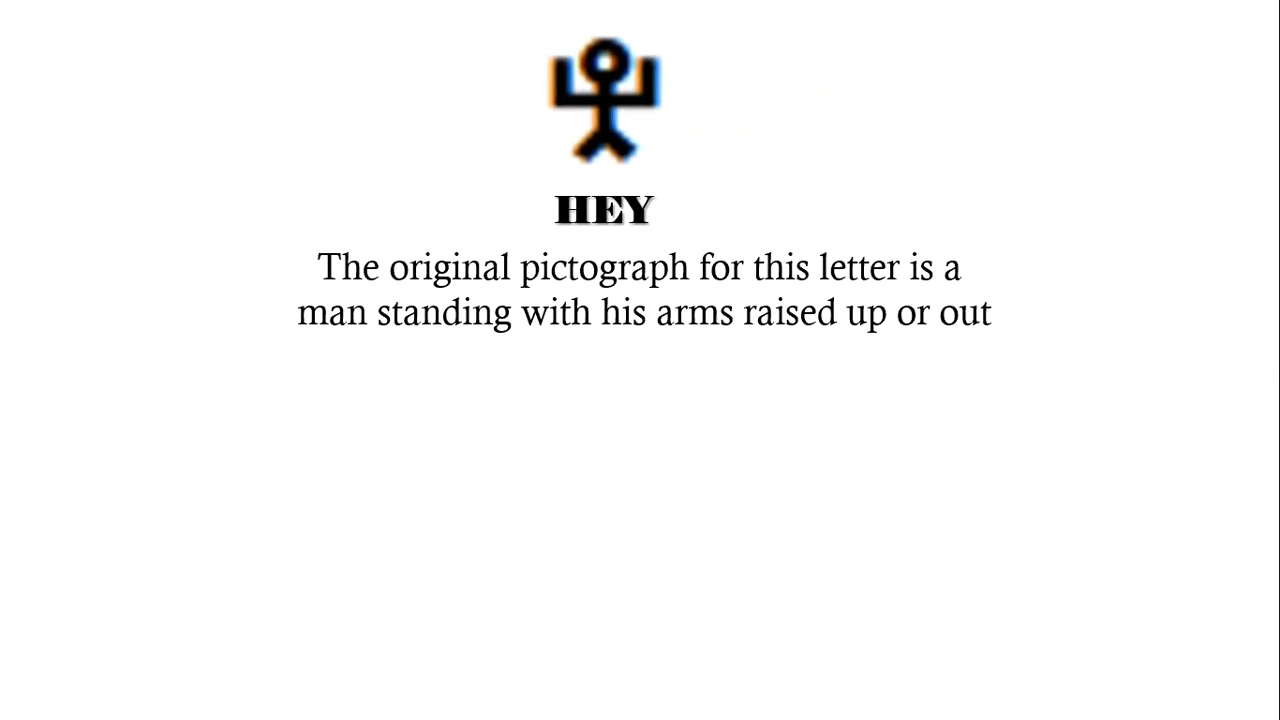 HEY
The original pictograph for this letter is a
man standing with his arms raised up or out